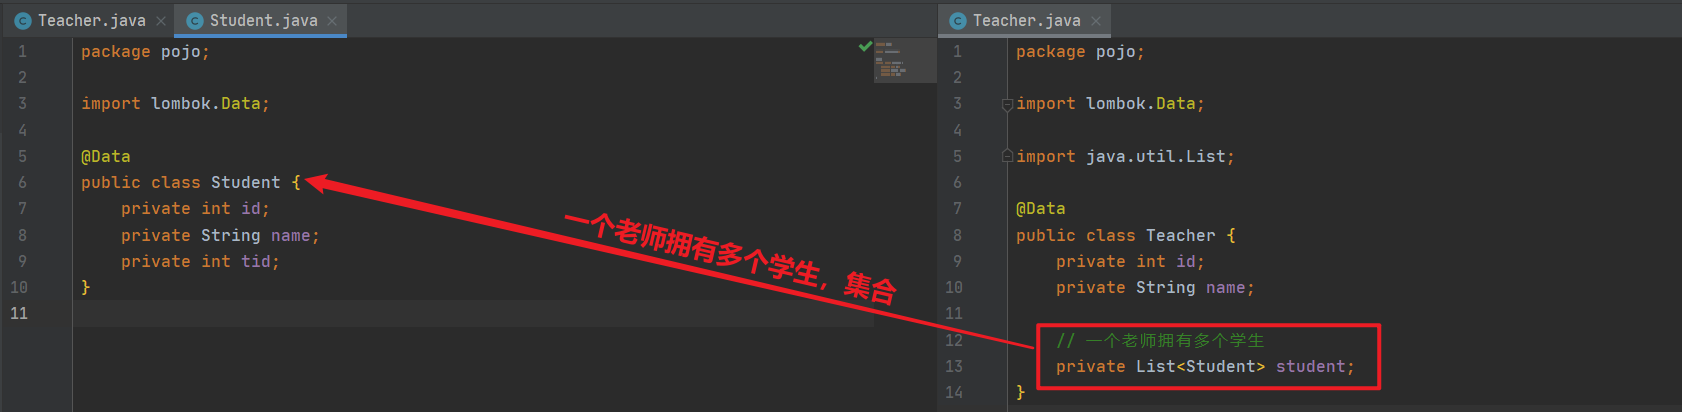 Teacher.java
Student.java
1 package pojo;
2
3 import lombok.Data;
4
5 @Data
6 public class Student {
7 private int id;
8 private String name;
9 private int tid;
10 }
11
一个老师拥有多个学生，集合
Teacher.java
1 package pojo;
2
3 import lombok.Data;
4
5 import java.util.List;
6
7 @Data
8 public class Teacher {
9 private int id;
10 private String name;
11
12 // 一个老师拥有多个学生
13 private List<Student> student;
14 }